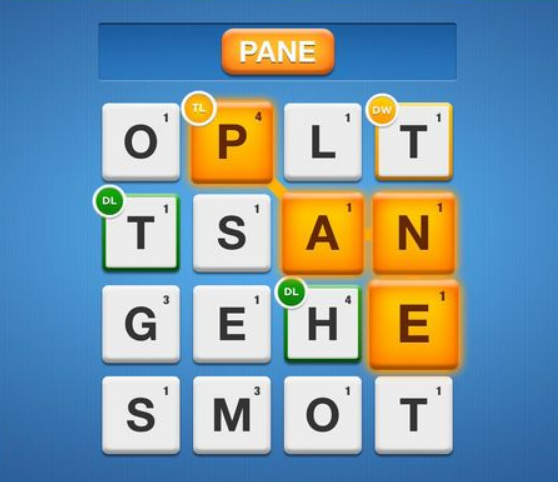 PANE
O 1 TL P 4 L 1 DW T 1
DL T 1 S 1 A 1 N 1
G 3 E 1 DL H 4 E 1
S 1 M 3 O 1 T 1